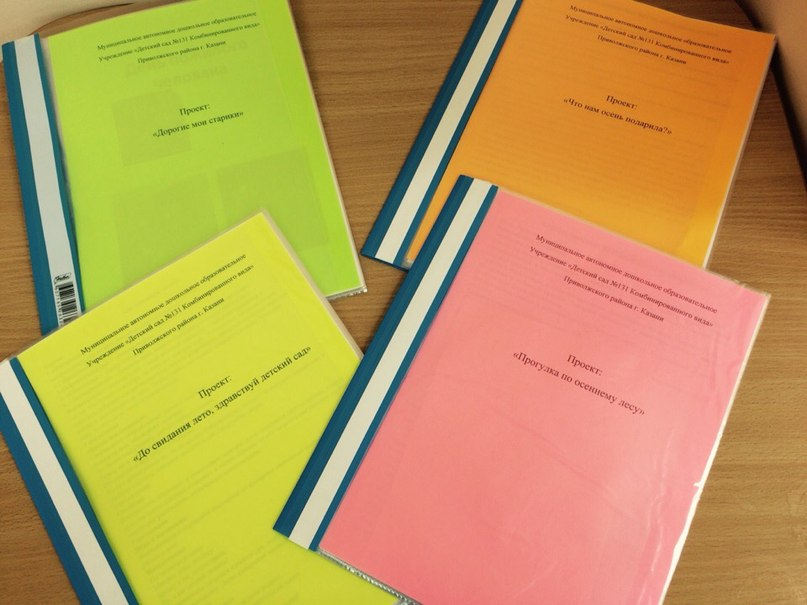 Муниципальное автономное дошкольное образовательное
Учреждение «Детский сад №131 Комбинированного вида»
Приволжского района г. Казани
Проект:
«Дорогие мои старики»
Муниципальное автономное дошкольное образовательное
Учреждение «Детский сад №131 Комбинированного вида»
Приволжского района г. Казани
Проект:
«Что нам осень подарила?»
Муниципальное автономное дошкольное образовательное
Учреждение «Детский сад №131 Комбинированного вида»
Приволжского района г. Казани
Проект:
«До свидания лето, здравствуй детский сад»
Муниципальное автономное дошкольное образовательное
Учреждение «Детский сад №131 Комбинированного вида»
Приволжского района г. Казани
Проект:
«Прогулка по осеннему лесу»